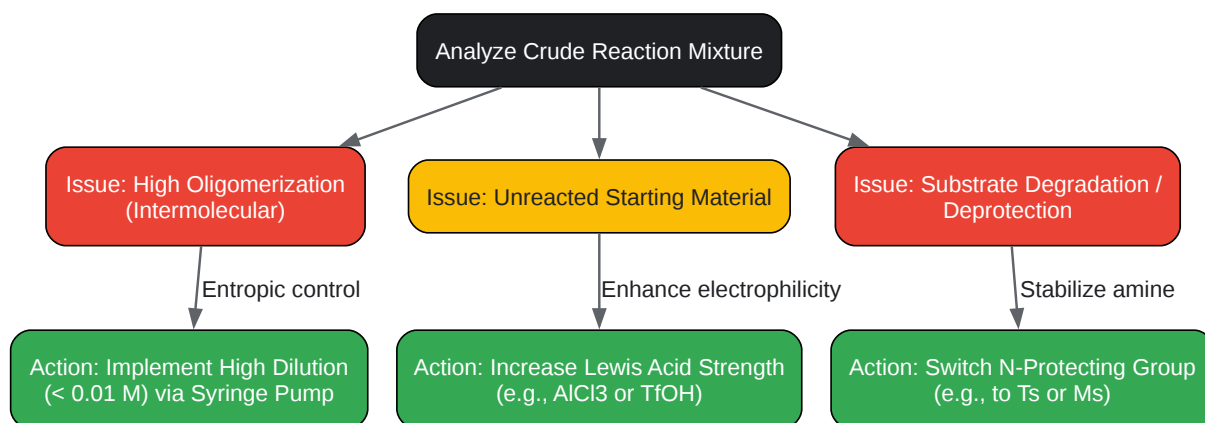 Analyze Crude Reaction Mixture
Issue: High Oligomerization
(Intermolecular)
Issue: Unreacted Starting Material
Issue: Substrate Degradation /
Deprotection
Entropic control
Enhance electrophilicity
Stabilize amine
Action: Implement High Dilution
(< 0.01 M) via Syringe Pump
Action: Increase Lewis Acid Strength
(e.g., AlCl3 or TfOH)
Action: Switch N-Protecting Group
(e.g., to Ts or Ms)